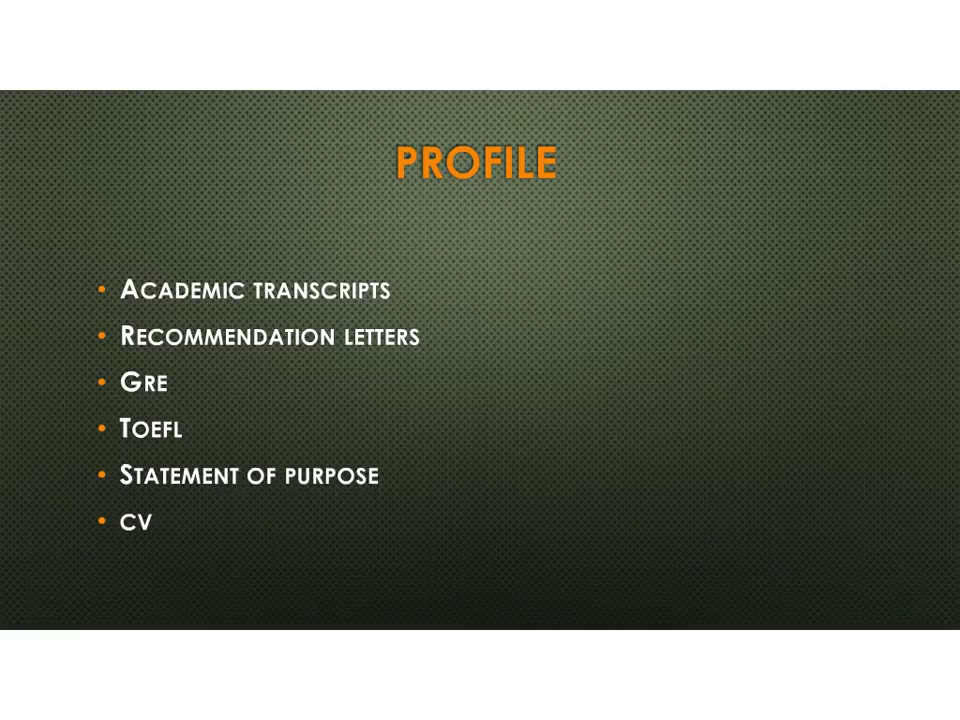 PROFILE
• ACADEMIC TRANSCRIPTS
• RECOMMENDATION LETTERS
• GRE
• TOEFL
• STATEMENT OF PURPOSE
• CV